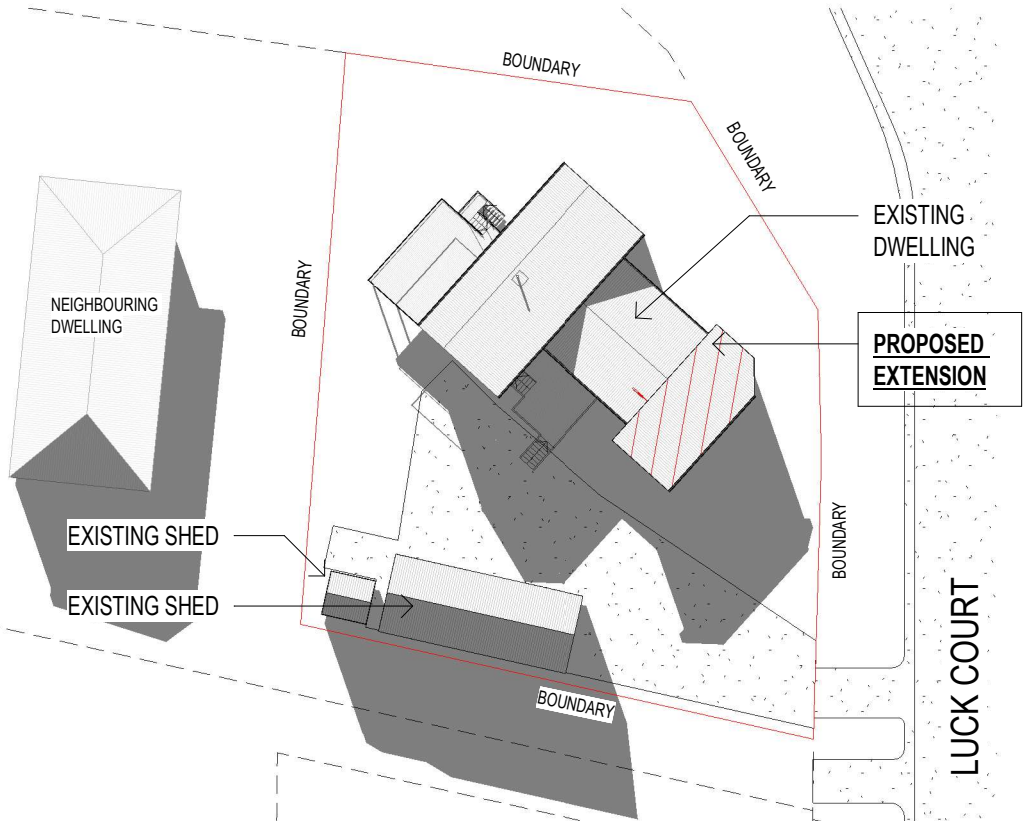 BOUNDARY
BOUNDARY
EXISTING
DWELLING
BOUNDARY
NEIGHBOURING
DWELLING
PROPOSED
EXTENSION
EXISTING SHED
BOUNDARY
EXISTING SHED
LUCK COURT
BOUNDARY